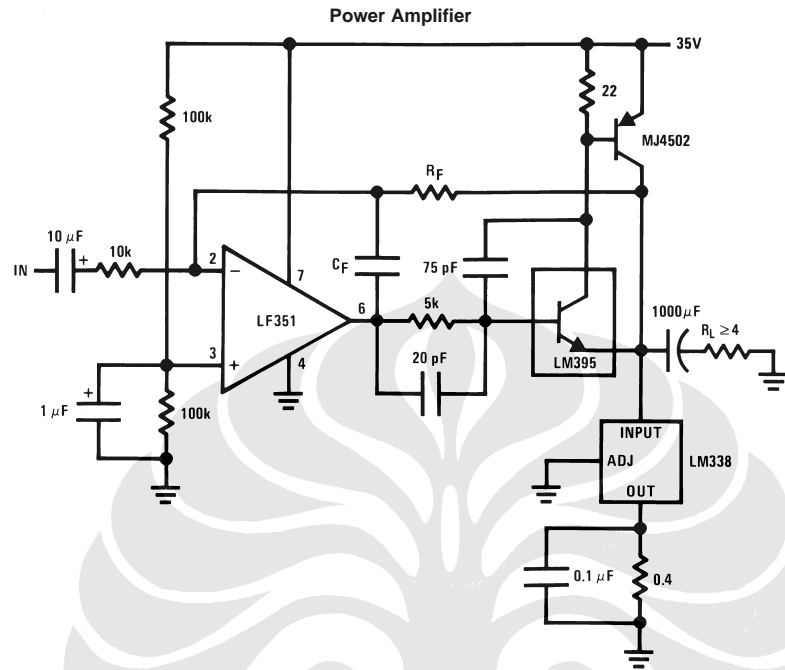 Power Amplifier
35V
100k
22
MJ4502
R_F
10 μF
+
10k
IN
2
−
7
C_F
75 pF
LF351
6
5k
1000μF
R_L ≥4
3
+
4
LM395
20 pF
+
1 μF
100k
INPUT
ADJ
LM338
OUT
0.1 μF
0.4